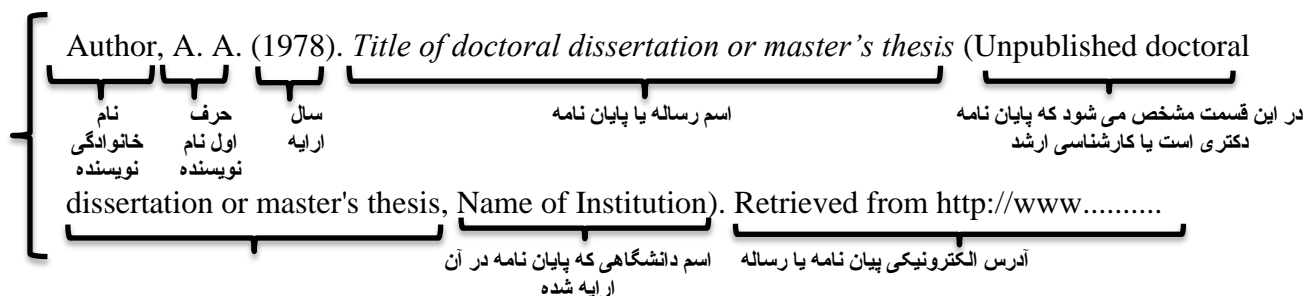 Author, A. A. (1978). Title of doctoral dissertation or master’s thesis (Unpublished doctoral
نام
خانوادگی
نویسنده
حرف
اول نام
نویسنده
سال
ارایه
اسم رساله یا پایان نامه
در این قسمت مشخص می شود که پایان نامه
دکتری است یا کارشناسی ارشد
dissertation or master's thesis, Name of Institution). Retrieved from http://www..........
اسم دانشگاهی که پایان نامه در آن
ارایه شده
آدرس الکترونیکی پیان نامه یا رساله